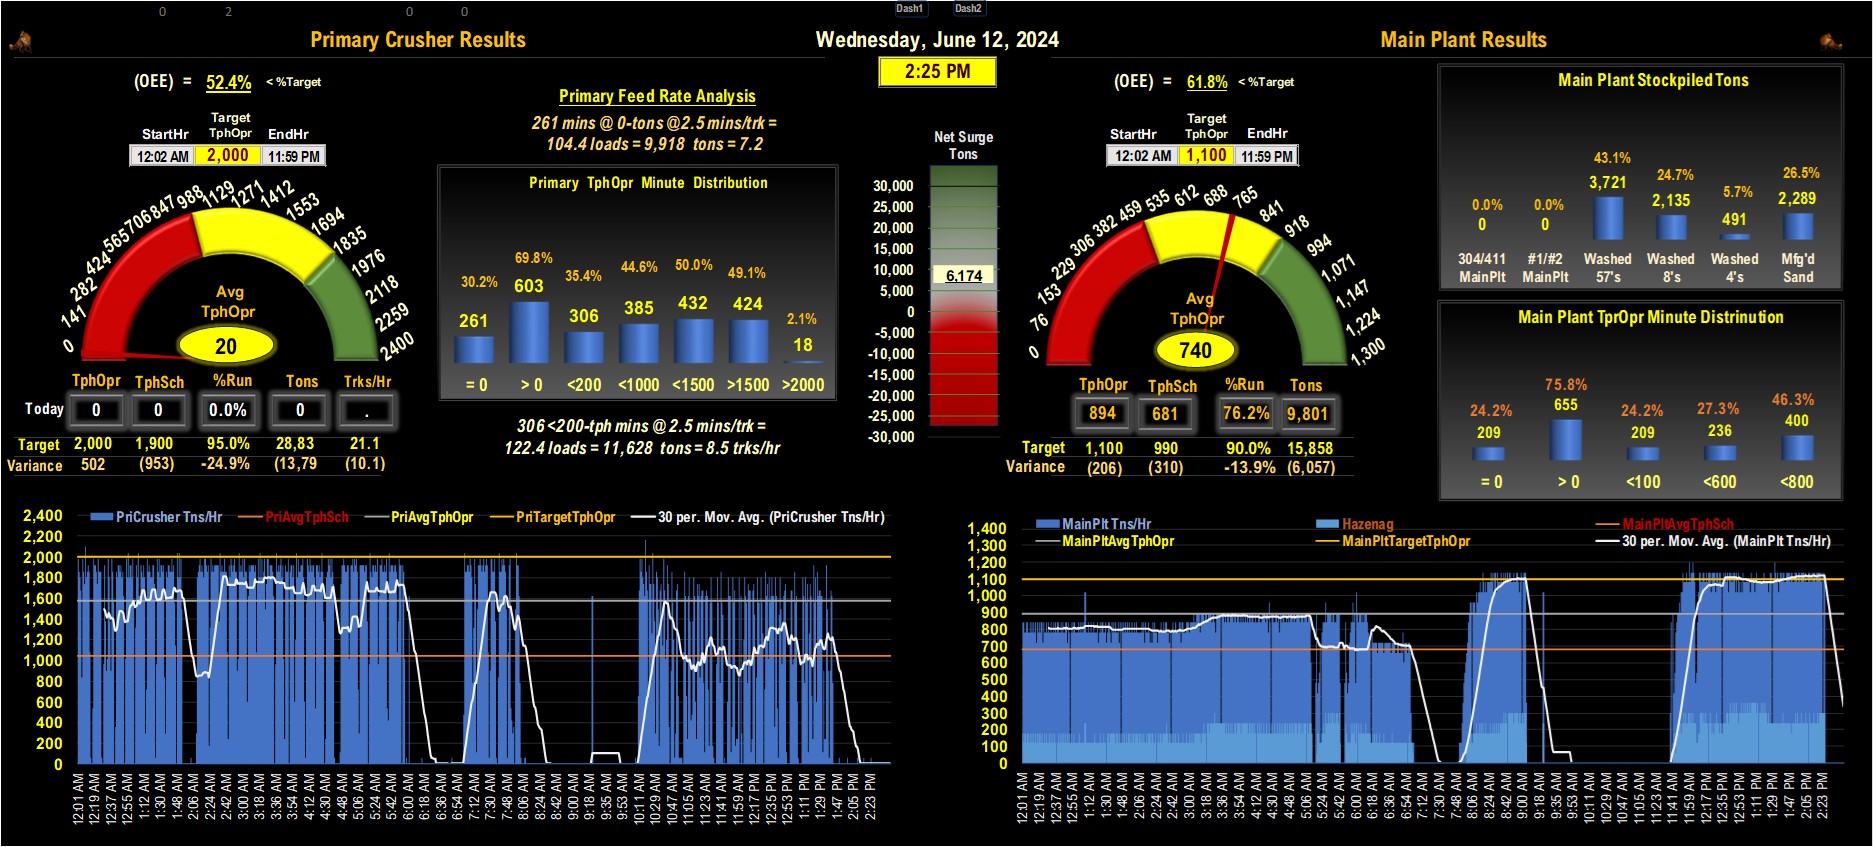 0 2 0 0
Dash1 Dash2
Primary Crusher Results
Wednesday, June 12, 2024
Main Plant Results
2:25 PM
(OEE) = 52.4% < %Target
Target
StartHr TphOpr EndHr
12:02 AM 2,000 11:59 PM
0 141 282 424 565 706 847 988 1129 1271 1412 1553 1694 1835 1976 2118 2259 2400
Avg
TphOpr
20
TphOpr TphSch %Run Tons Trks/Hr
Today 0 0 0.0% 0 .
Target 2,000 1,900 95.0% 28,83 21.1
Variance 502 (953) -24.9% (13,79 (10.1)
Primary Feed Rate Analysis
261 mins @ 0-tons @2.5 mins/trk =
104.4 loads = 9,918 tons = 7.2
Primary TphOpr Minute Distribution
30.2% 69.8% 35.4% 44.6% 50.0% 49.1% 2.1%
261 603 306 385 432 424 18
= 0 > 0 <200 <1000 <1500 >1500 >2000
306 <200-tph mins @ 2.5 mins/trk =
122.4 loads = 11,628 tons = 8.5 trks/hr
Net Surge
Tons
30,000
25,000
20,000
15,000
10,000
6,174
5,000
0
-5,000
-10,000
-15,000
-20,000
-25,000
-30,000
(OEE) = 61.8% < %Target
Target
StartHr TphOpr EndHr
12:02 AM 1,100 11:59 PM
0 76 153 229 306 382 459 535 612 688 765 841 918 994 1,071 1,147 1,224 1,300
Avg
TphOpr
740
TphOpr TphSch %Run Tons
894 681 76.2% 9,801
Target 1,100 990 90.0% 15,858
Variance (206) (310) -13.9% (6,057)
Main Plant Stockpiled Tons
0.0% 0.0% 43.1% 24.7% 5.7% 26.5%
0 0 3,721 2,135 491 2,289
304/411 #1/#2 Washed Washed Washed Mfg'd
MainPlt MainPlt 57's 8's 4's Sand
Main Plant TprOpr Minute Distrinution
24.2% 75.8% 24.2% 27.3% 46.3%
209 655 209 236 400
= 0 > 0 <100 <600 <800
PriCrusher Tns/Hr PriAvgTphSch PriAvgTphOpr PriTargetTphOpr 30 per. Mov. Avg. (PriCrusher Tns/Hr)
2,400
2,200
2,000
1,800
1,600
1,400
1,200
1,000
800
600
400
200
0
12:01 AM 12:19 AM 12:37 AM 12:55 AM 1:12 AM 1:30 AM 1:48 AM 2:06 AM 2:24 AM 2:42 AM 3:00 AM 3:18 AM 3:36 AM 3:54 AM 4:12 AM 4:30 AM 4:48 AM 5:06 AM 5:24 AM 5:42 AM 6:00 AM 6:18 AM 6:36 AM 6:54 AM 7:12 AM 7:30 AM 7:48 AM 8:06 AM 8:24 AM 8:42 AM 9:00 AM 9:18 AM 9:35 AM 9:53 AM 10:11 AM 10:29 AM 10:47 AM 11:05 AM 11:23 AM 11:41 AM 11:59 AM 12:17 PM 12:35 PM 12:53 PM 1:11 PM 1:29 PM 1:47 PM 2:05 PM 2:23 PM
MainPlt Tns/Hr Hazenag MainPltAvgTphSch
MainPltAvgTphOpr MainPltTargetTphOpr 30 per. Mov. Avg. (MainPlt Tns/Hr)
1,400
1,300
1,200
1,100
1,000
900
800
700
600
500
400
300
200
100
0
12:01 AM 12:19 AM 12:37 AM 12:55 AM 1:12 AM 1:30 AM 1:48 AM 2:06 AM 2:24 AM 2:42 AM 3:00 AM 3:18 AM 3:36 AM 3:54 AM 4:12 AM 4:30 AM 4:48 AM 5:06 AM 5:24 AM 5:42 AM 6:00 AM 6:18 AM 6:36 AM 6:54 AM 7:12 AM 7:30 AM 7:48 AM 8:06 AM 8:24 AM 8:42 AM 9:00 AM 9:18 AM 9:35 AM 9:53 AM 10:11 AM 10:29 AM 10:47 AM 11:05 AM 11:23 AM 11:41 AM 11:59 AM 12:17 PM 12:35 PM 12:53 PM 1:11 PM 1:29 PM 1:47 PM 2:05 PM 2:23 PM